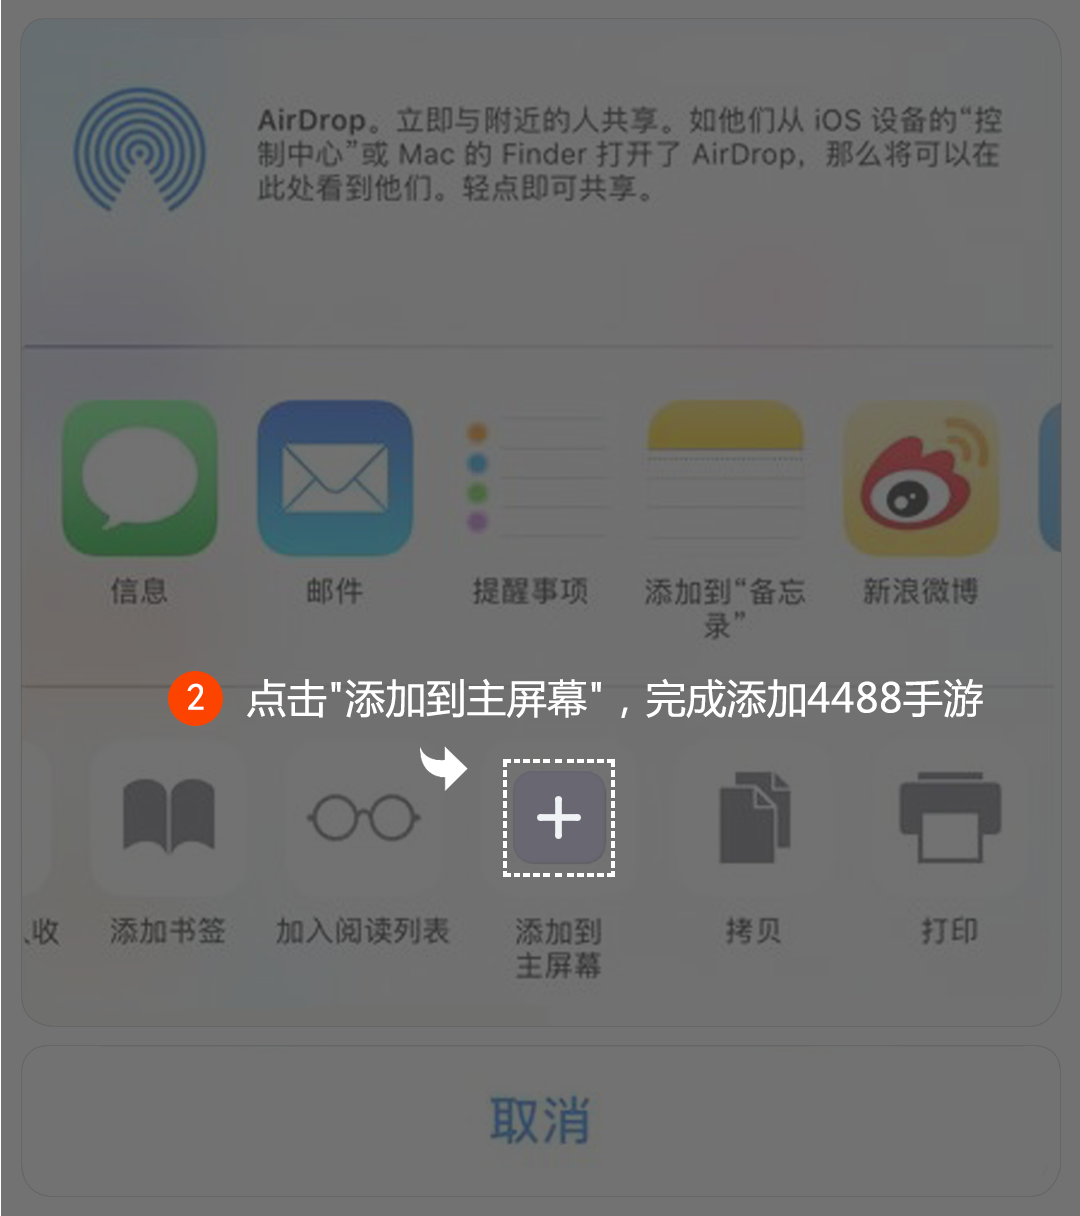 AirDrop。立即与附近的人共享。如他们从 iOS 设备的“控
制中心”或 Mac 的 Finder 打开了 AirDrop，那么将可以在
此处看到他们。轻点即可共享。
信息
邮件
提醒事项
添加到“备忘
录”
新浪微博
2 点击"添加到主屏幕"，完成添加4488手游
收
添加书签
加入阅读列表
添加到
主屏幕
拷贝
打印
取消